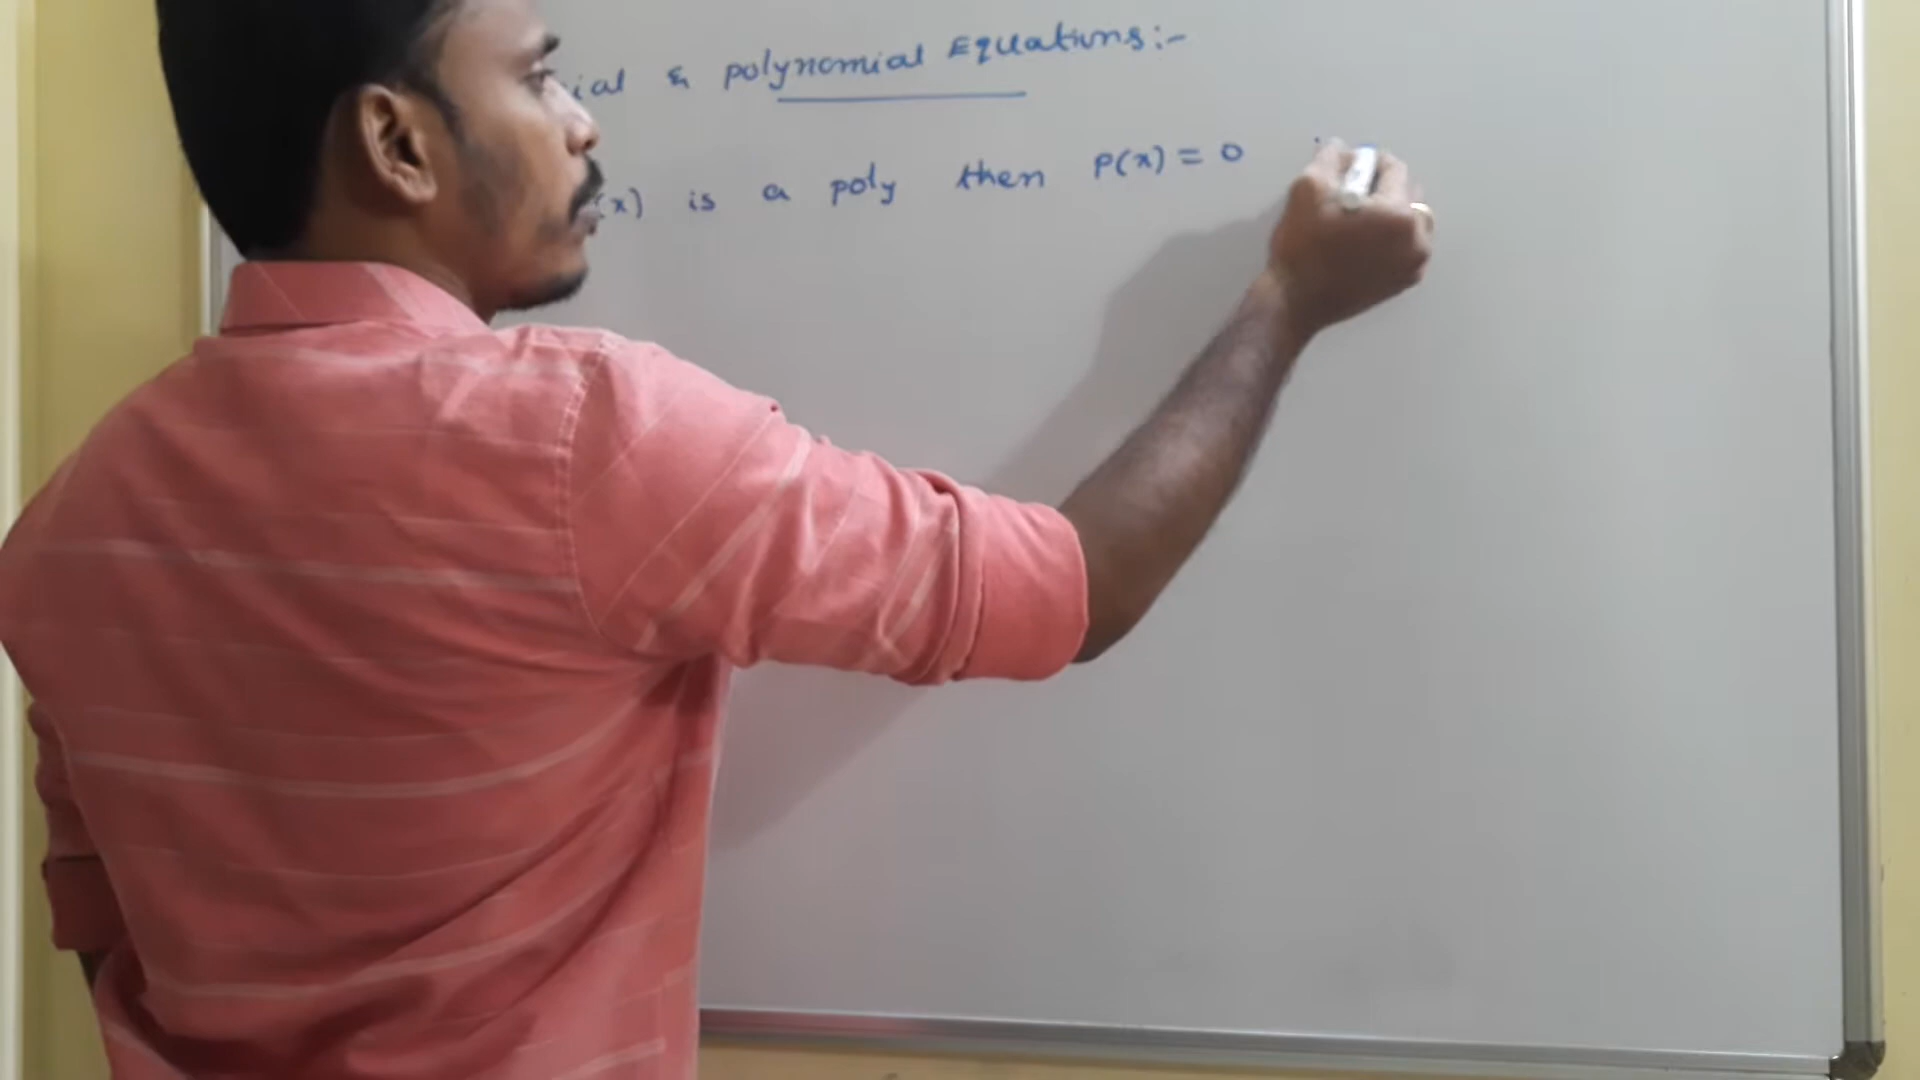 ial & polynomial Equations:-
(x) is a poly then P(x) = 0